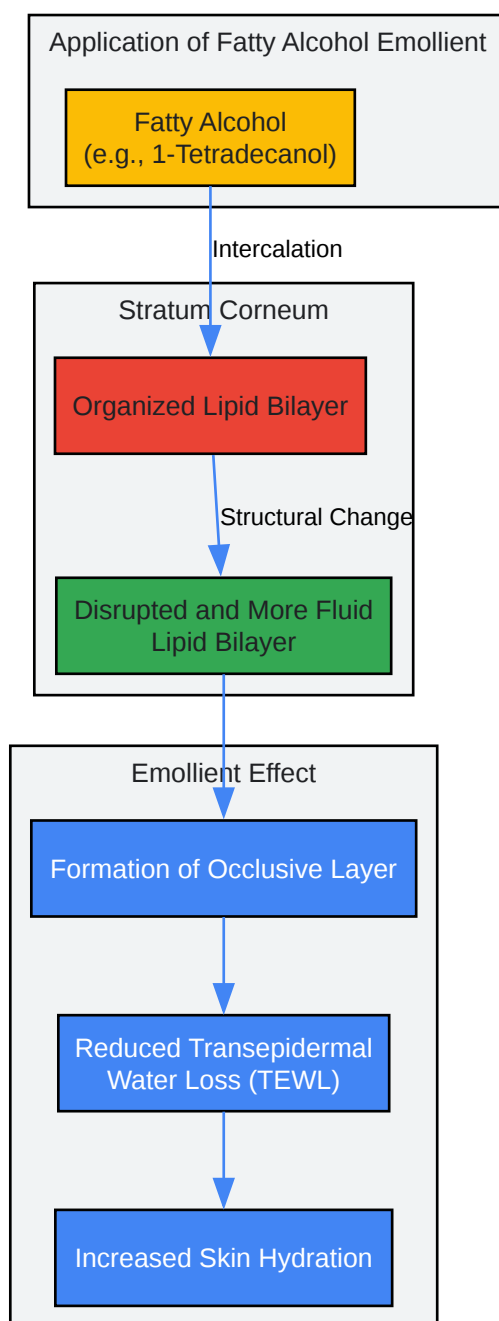 Application of Fatty Alcohol Emollient
Fatty Alcohol
(e.g., 1-Tetradecanol)
Intercalation
Stratum Corneum
Organized Lipid Bilayer
Structural Change
Disrupted and More Fluid
Lipid Bilayer
Emollient Effect
Formation of Occlusive Layer
Reduced Transepidermal
Water Loss (TEWL)
Increased Skin Hydration